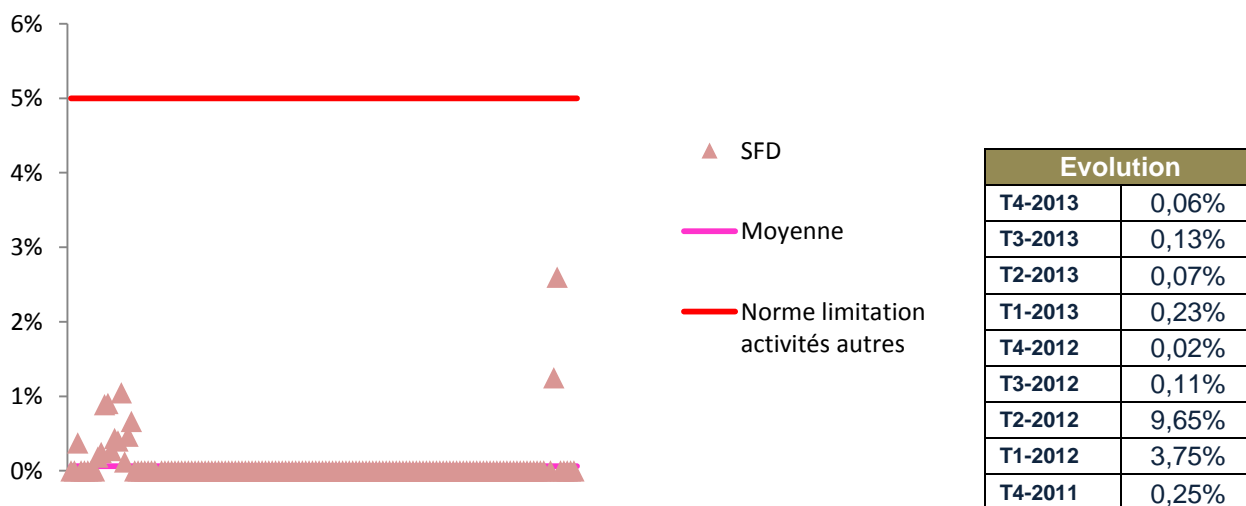 6%
5%
4%
3%
2%
1%
0%
SFD
Moyenne
Norme limitation
activités autres
Evolution
T4-2013 0,06%
T3-2013 0,13%
T2-2013 0,07%
T1-2013 0,23%
T4-2012 0,02%
T3-2012 0,11%
T2-2012 9,65%
T1-2012 3,75%
T4-2011 0,25%